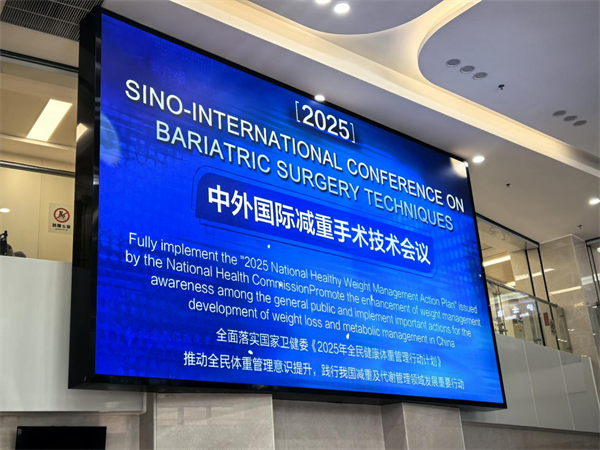 [2025]
SINO-INTERNATIONAL CONFERENCE ON
BARIATRIC SURGERY TECHNIQUES
中外国际减重手术技术会议
Fully implement the "2025 National Healthy Weight Management Action Plan" issued
by the National Health CommissionPromote the enhancement of weight management
awareness among the general public and implement important actions for the
development of weight loss and metabolic management in China
全面落实国家卫健委《2025年全民健康体重管理行动计划》
推动全民体重管理意识提升，践行我国减重及代谢管理领域发展重要行动